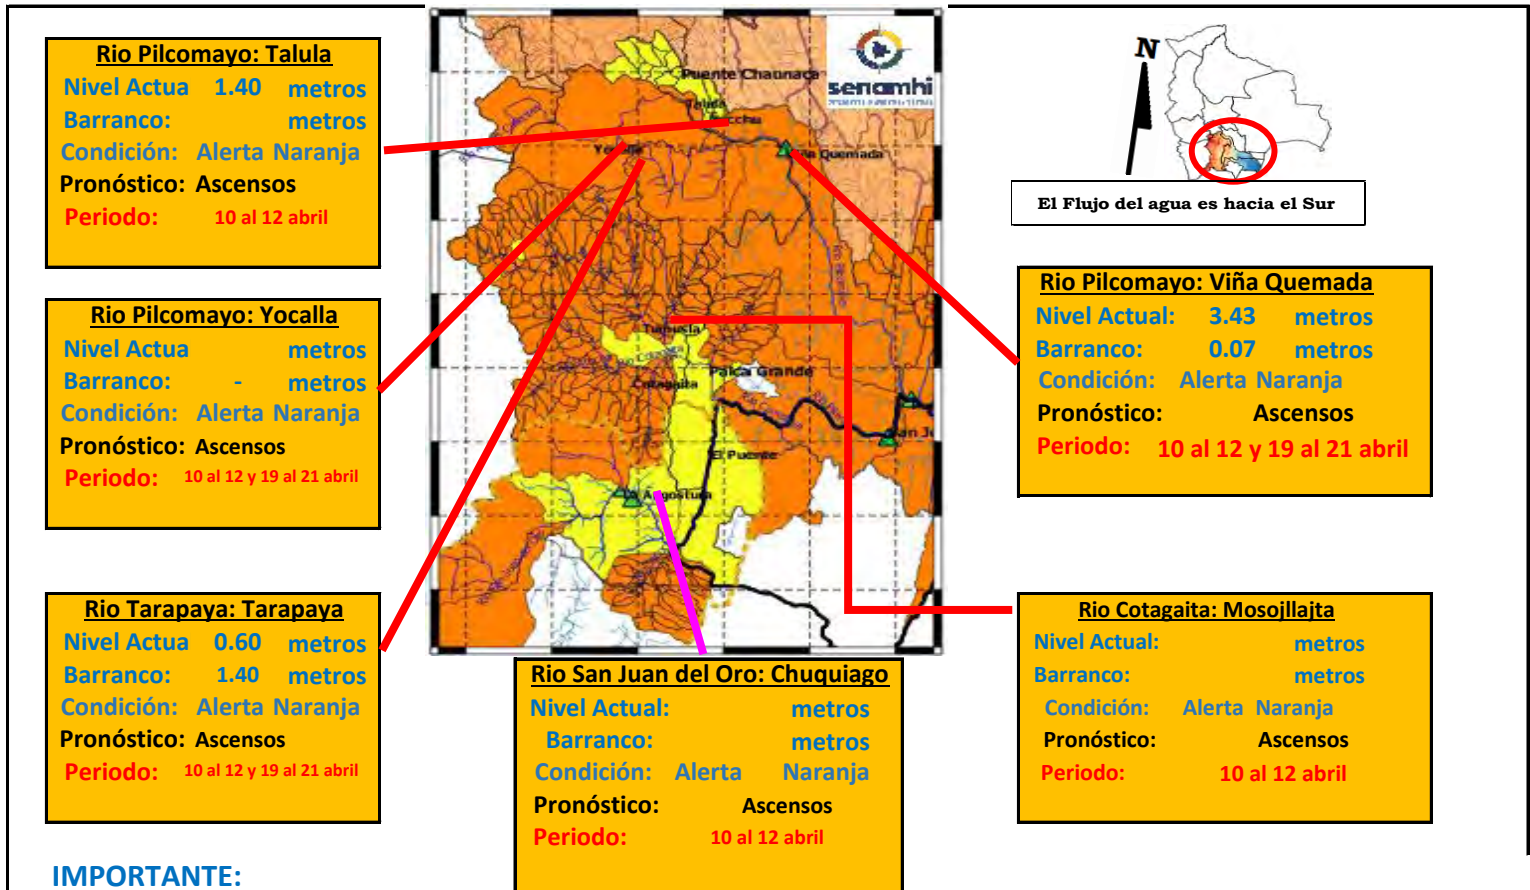 Rio Pilcomayo: Talula
Nivel Actua 1.40 metros
Barranco: metros
Condición: Alerta Naranja
Pronóstico: Ascensos
Periodo: 10 al 12 abril
Rio Pilcomayo: Yocalla
Nivel Actua metros
Barranco: - metros
Condición: Alerta Naranja
Pronóstico: Ascensos
Periodo: 10 al 12 y 19 al 21 abril
Rio Tarapaya: Tarapaya
Nivel Actua 0.60 metros
Barranco: 1.40 metros
Condición: Alerta Naranja
Pronóstico: Ascensos
Periodo: 10 al 12 y 19 al 21 abril
Puente Chaunaca
senamhi
Talula
Quemada
Tumusla
Cotagaita
Palca Grande
El Puente
Angostura
N
El Flujo del agua es hacia el Sur
Rio Pilcomayo: Viña Quemada
Nivel Actual: 3.43 metros
Barranco: 0.07 metros
Condición: Alerta Naranja
Pronóstico: Ascensos
Periodo: 10 al 12 y 19 al 21 abril
Rio Cotagaita: Mosojllajta
Nivel Actual: metros
Barranco: metros
Condición: Alerta Naranja
Pronóstico: Ascensos
Periodo: 10 al 12 abril
Rio San Juan del Oro: Chuquiago
Nivel Actual: metros
Barranco: metros
Condición: Alerta Naranja
Pronóstico: Ascensos
Periodo: 10 al 12 abril
IMPORTANTE: